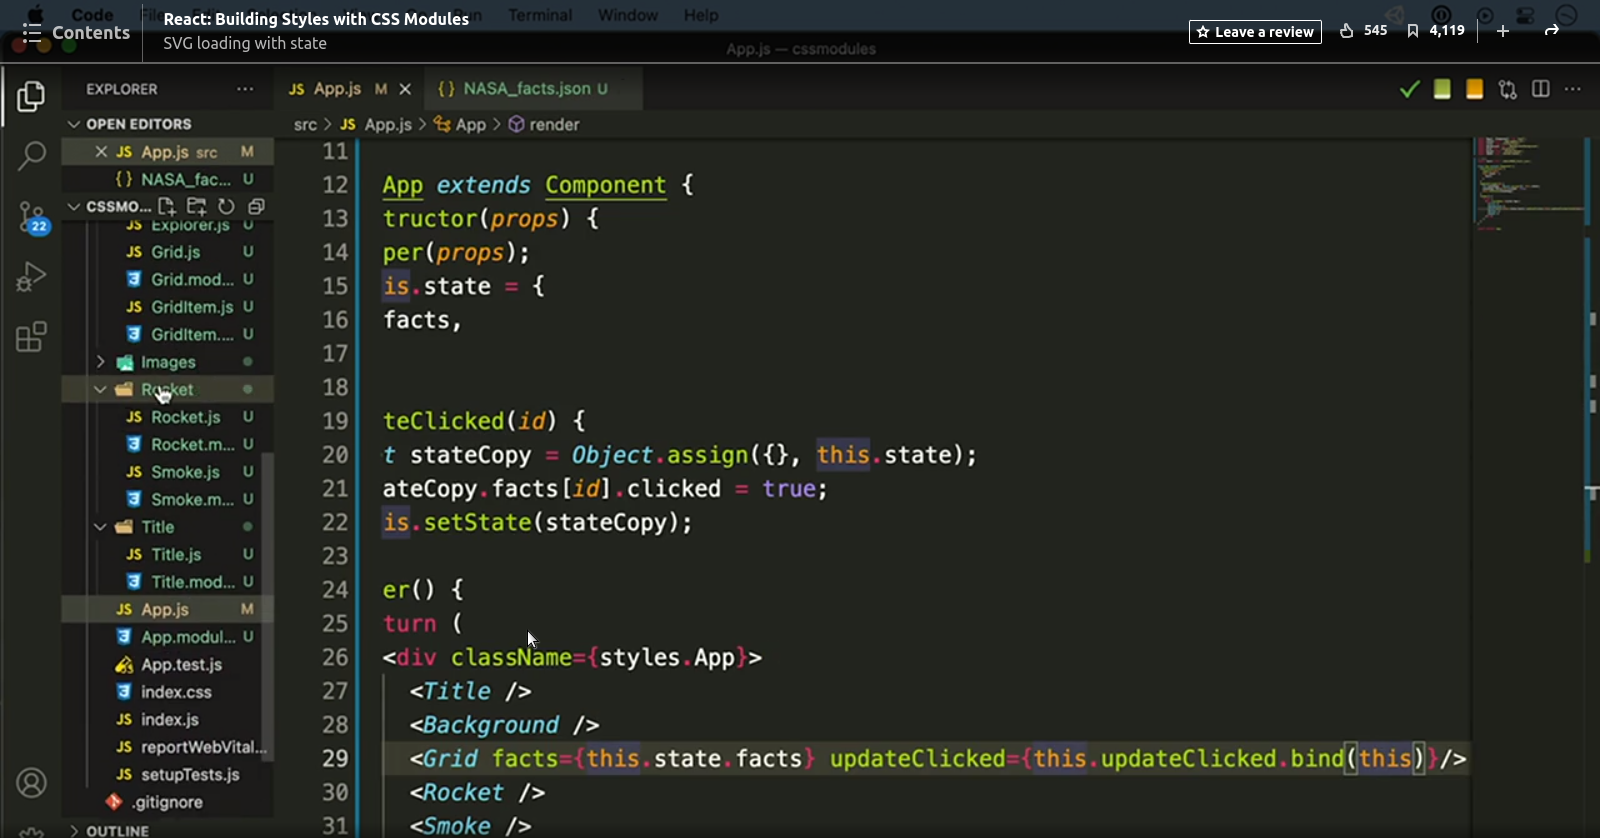 Code
Run
Terminal
Window
Help
Contents
React: Building Styles with CSS Modules
SVG loading with state
Leave a review
545
4,119
App.js — cssmodules
EXPLORER
JS App.js M
{} NASA_facts.json U
OPEN EDITORS
src > JS App.js > App > render
JS App.js src M
{} NASA_fac... U
CSSMO...
22
JS Explorer.js U
JS Grid.js U
Grid.mod... U
JS GridItem.js U
GridItem.... U
Images
Rocket
JS Rocket.js U
Rocket.m... U
JS Smoke.js U
Smoke.m... U
Title
JS Title.js U
Title.mod... U
JS App.js M
App.modul... U
App.test.js
index.css
JS index.js
JS reportWebVital...
JS setupTests.js
.gitignore
OUTLINE
11
12 App extends Component {
13 tructor(props) {
14 per(props);
15 is.state = {
16 facts,
17
18
19 teClicked(id) {
20 t stateCopy = Object.assign({}, this.state);
21 ateCopy.facts[id].clicked = true;
22 is.setState(stateCopy);
23
24 er() {
25 turn (
26 <div className={styles.App}>
27 <Title />
28 <Background />
29 <Grid facts={this.state.facts} updateClicked={this.updateClicked.bind(this)}/>
30 <Rocket />
31 <Smoke />